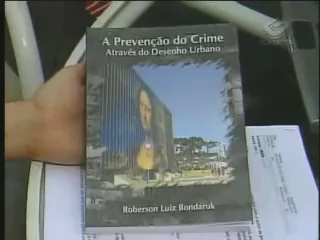 A Prevenção do Crime
Através do Desenho Urbano
Roberson Luiz Bondaruk